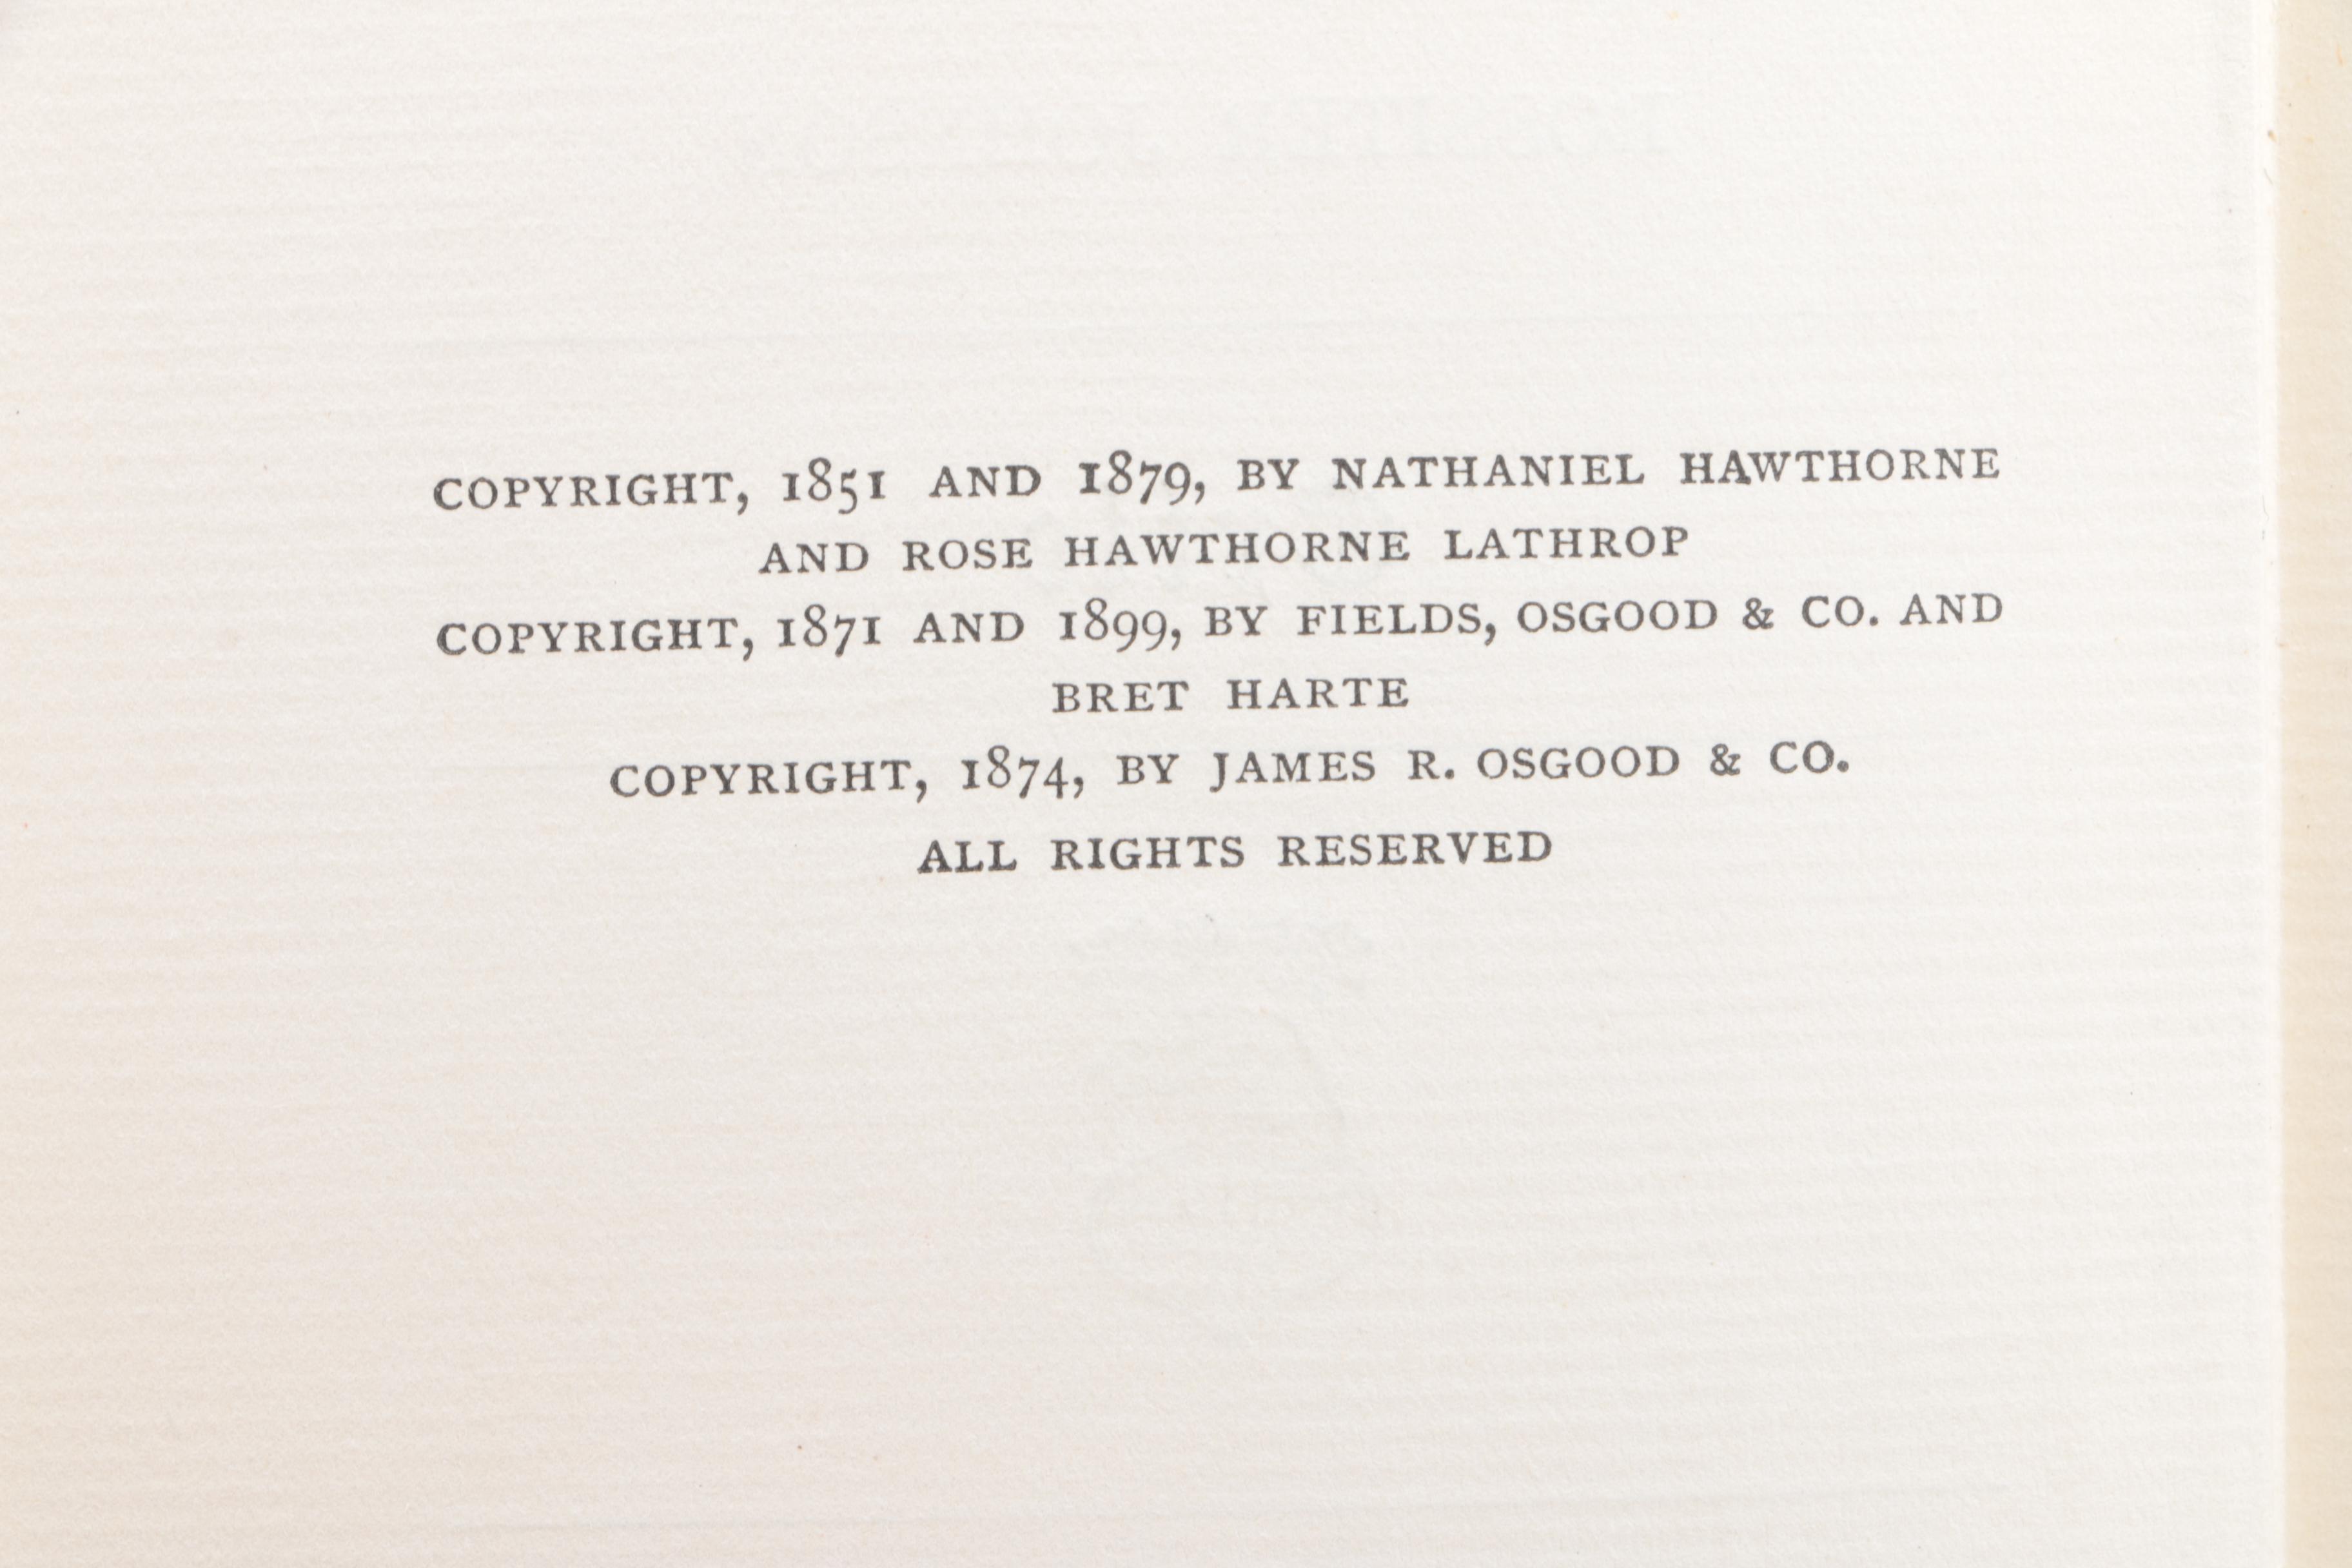 COPYRIGHT, 1851 AND 1879, BY NATHANIEL HAWTHORNE
AND ROSE HAWTHORNE LATHROP
COPYRIGHT, 1871 AND 1899, BY FIELDS, OSGOOD & CO. AND
BRET HARTE
COPYRIGHT, 1874, BY JAMES R. OSGOOD & CO.
ALL RIGHTS RESERVED